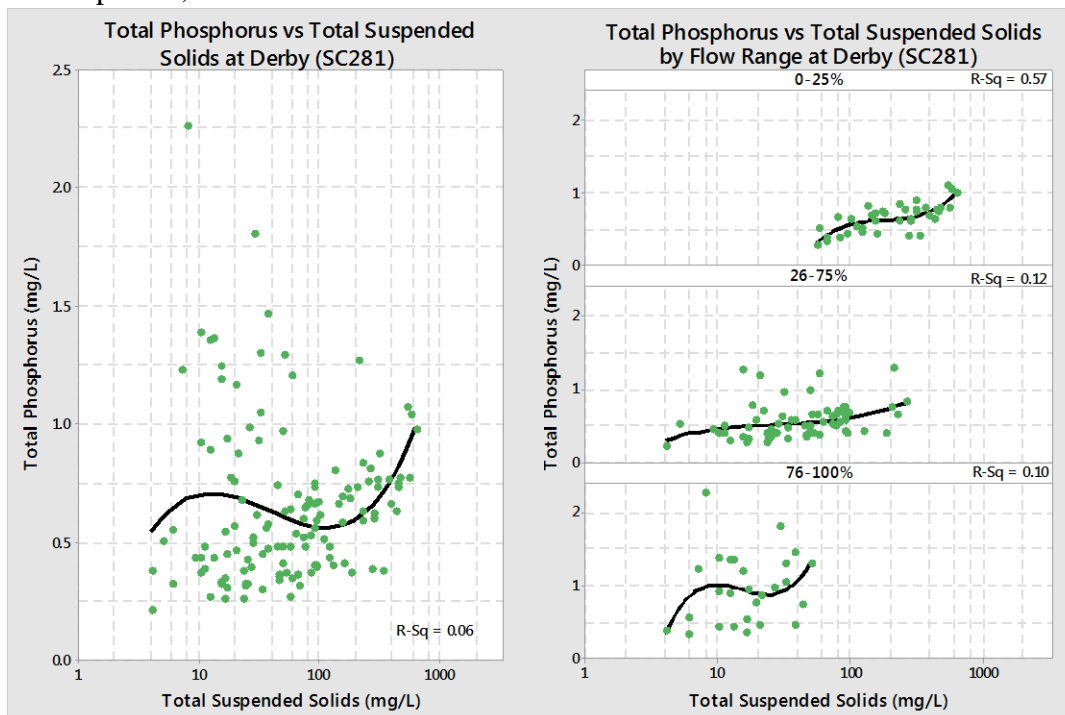 Total Phosphorus vs Total Suspended
Solids at Derby (SC281)
2.5
2.0
1.5
1.0
0.5
0.0
Total Phosphorus (mg/L)
R-Sq = 0.06
1
10
100
1000
Total Suspended Solids (mg/L)
Total Phosphorus vs Total Suspended Solids
by Flow Range at Derby (SC281)
0-25%
R-Sq = 0.57
2
1
0
26-75%
R-Sq = 0.12
2
1
0
76-100%
R-Sq = 0.10
2
1
0
Total Phosphorus (mg/L)
1
10
100
1000
Total Suspended Solids (mg/L)